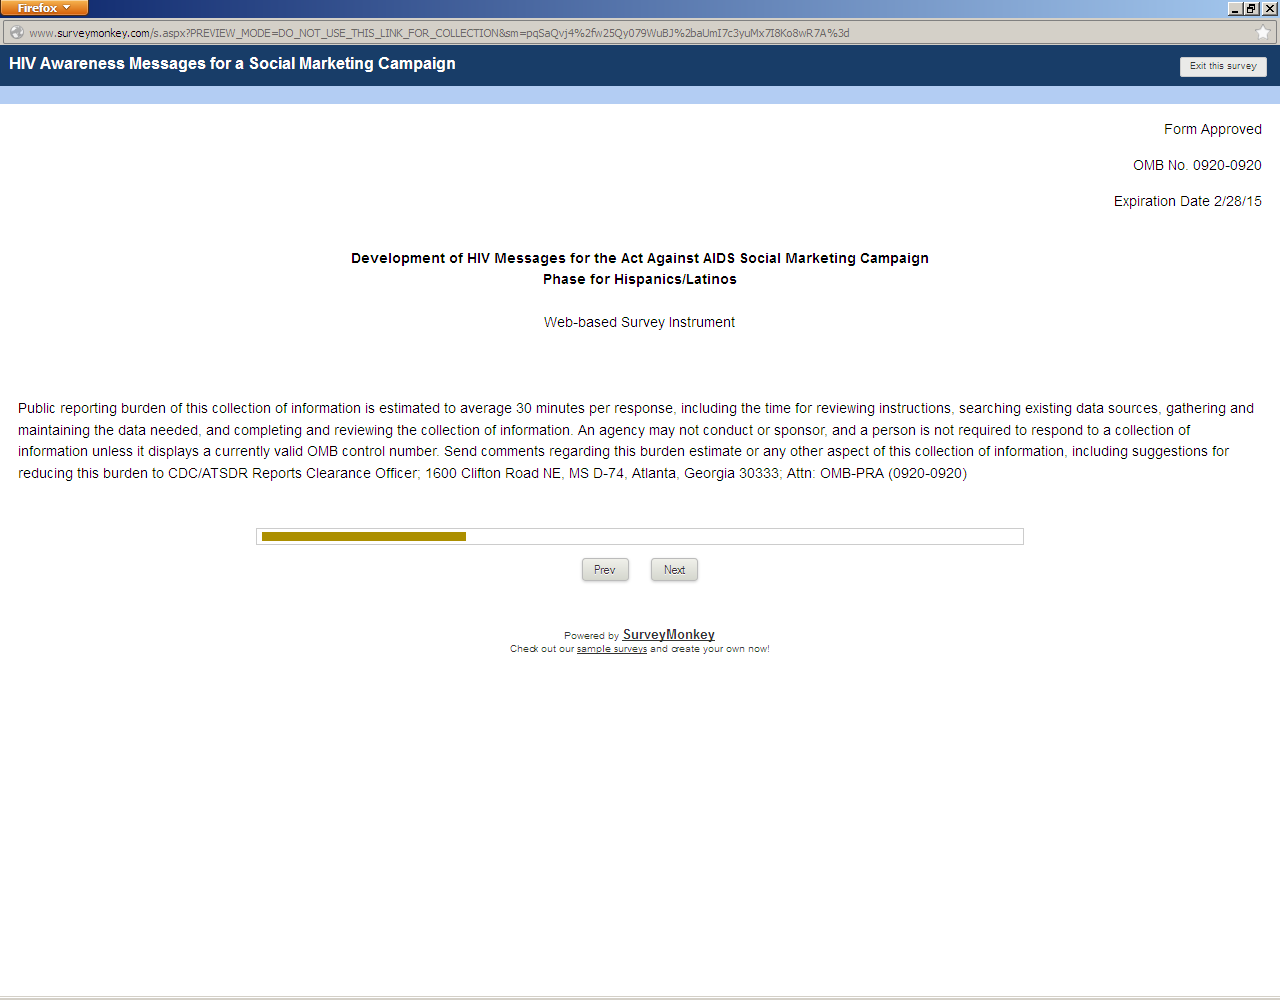 Firefox
www.surveymonkey.com/s.aspx?PREVIEW_MODE=DO_NOT_USE_THIS_LINK_FOR_COLLECTION&sm=pqSaQvj4%2fw25Qy079WuBJ%2baUmI7c3yuMx7I8Ko8wR7A%3d
HIV Awareness Messages for a Social Marketing Campaign
Exit this survey
Form Approved
OMB No. 0920-0920
Expiration Date 2/28/15
Development of HIV Messages for the Act Against AIDS Social Marketing Campaign
Phase for Hispanics/Latinos
Web-based Survey Instrument
Public reporting burden of this collection of information is estimated to average 30 minutes per response, including the time for reviewing instructions, searching existing data sources, gathering and
maintaining the data needed, and completing and reviewing the collection of information. An agency may not conduct or sponsor, and a person is not required to respond to a collection of
information unless it displays a currently valid OMB control number. Send comments regarding this burden estimate or any other aspect of this collection of information, including suggestions for
reducing this burden to CDC/ATSDR Reports Clearance Officer; 1600 Clifton Road NE, MS D-74, Atlanta, Georgia 30333; Attn: OMB-PRA (0920-0920)
Prev Next
Powered by SurveyMonkey
Check out our sample surveys and create your own now!